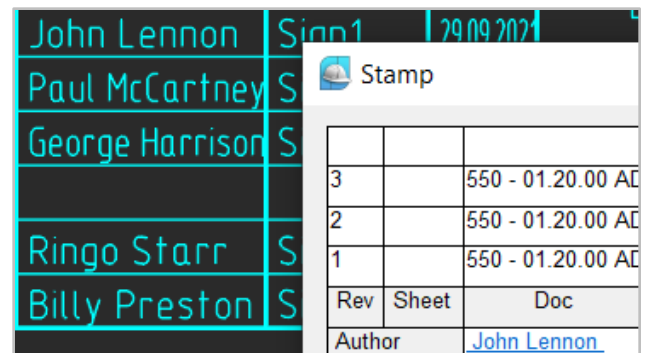 John Lennon Sign1 29.09.2021
Paul McCartney S
George Harrison S
Ringo Starr S
Billy Preston S
Stamp
3 550 - 01.20.00 AD
2 550 - 01.20.00 AD
1 550 - 01.20.00 AD
Rev Sheet Doc
Author John Lennon